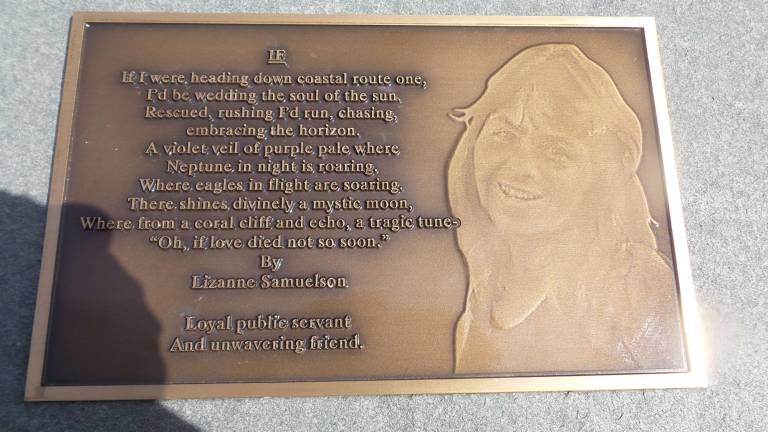 IF
If I were heading down coastal route one,
I'd be wedding the soul of the sun.
Rescued, rushing I'd run, chasing,
embracing the horizon.
A violet veil of purple pale where
Neptune in night is roaring.
Where eagles in flight are soaring.
There shines divinely a mystic moon,
Where from a coral cliff and echo, a tragic tune-
"Oh, if love died not so soon."
By
Lizanne Samuelson
Loyal public servant
And unwavering friend.